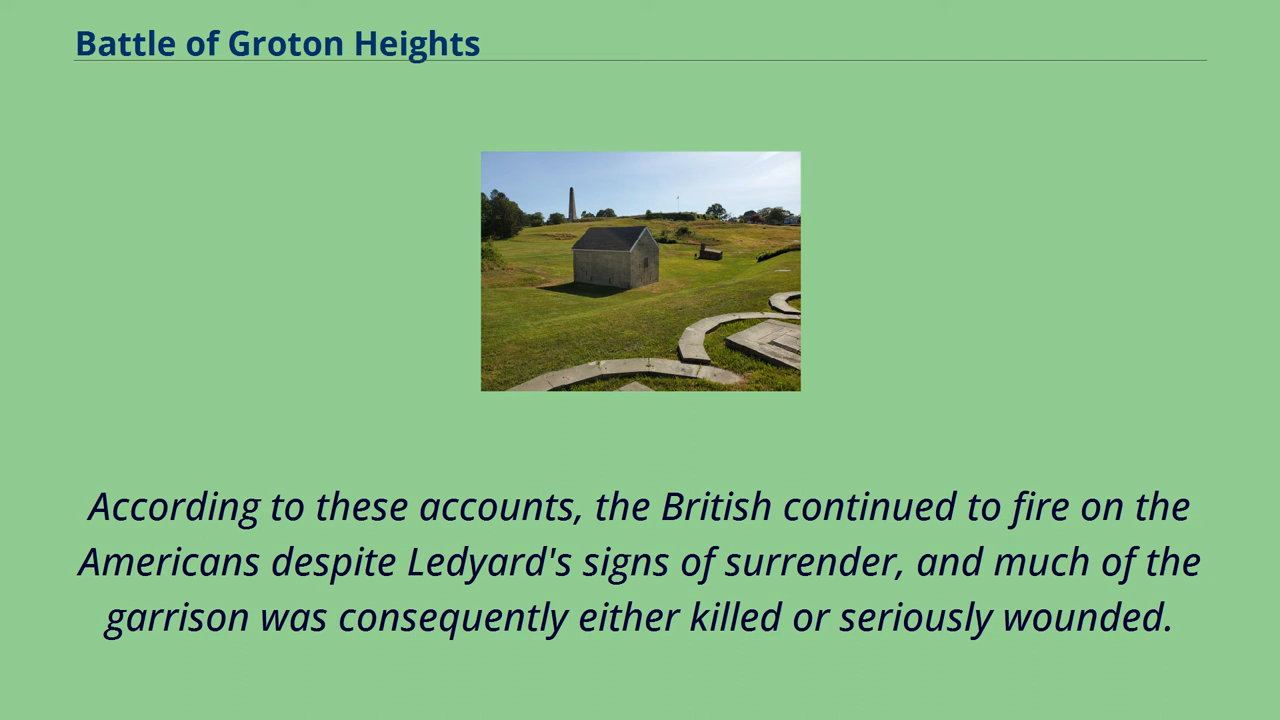 Battle of Groton Heights
According to these accounts, the British continued to fire on the
Americans despite Ledyard's signs of surrender, and much of the
garrison was consequently either killed or seriously wounded.